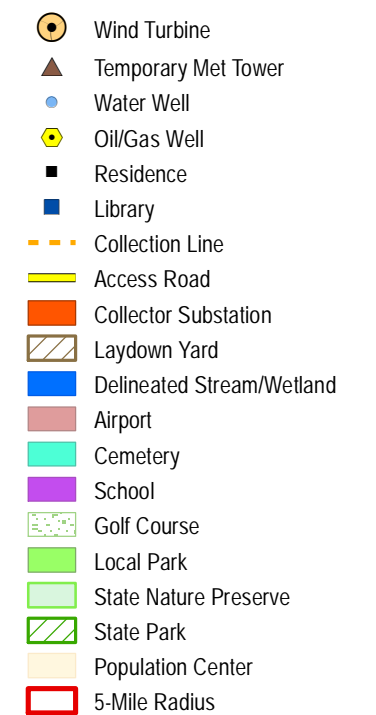 Wind Turbine
Temporary Met Tower
Water Well
Oil/Gas Well
Residence
Library
Collection Line
Access Road
Collector Substation
Laydown Yard
Delineated Stream/Wetland
Airport
Cemetery
School
Golf Course
Local Park
State Nature Preserve
State Park
Population Center
5-Mile Radius